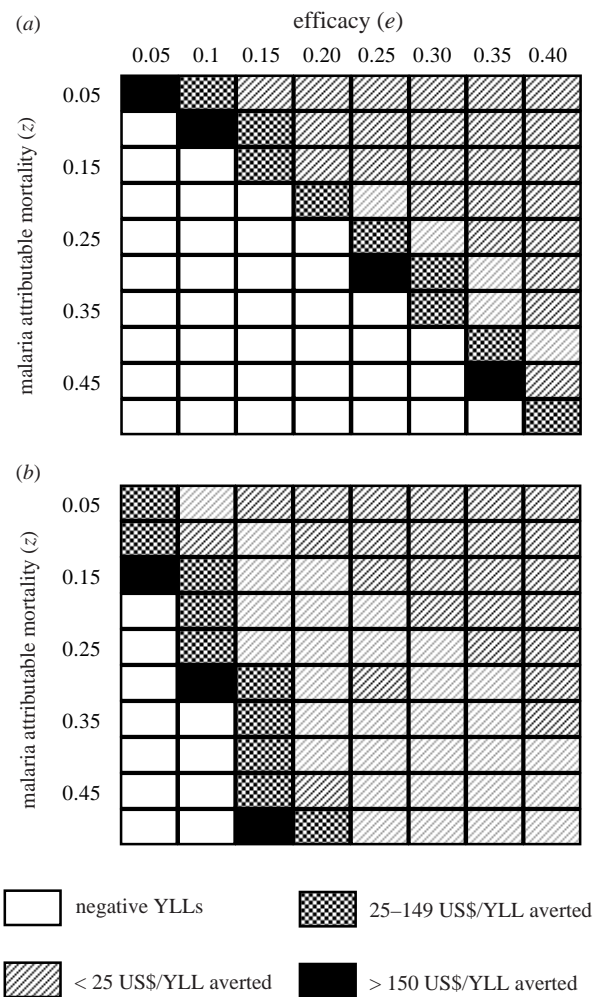 (a)
efficacy (e)
0.05 0.1 0.15 0.20 0.25 0.30 0.35 0.40
malaria attributable mortality (z)
0.05
0.15
0.25
0.35
0.45
(b)
malaria attributable mortality (z)
0.05
0.15
0.25
0.35
0.45
negative YLLs
25–149 US$/YLL averted
< 25 US$/YLL averted
> 150 US$/YLL averted